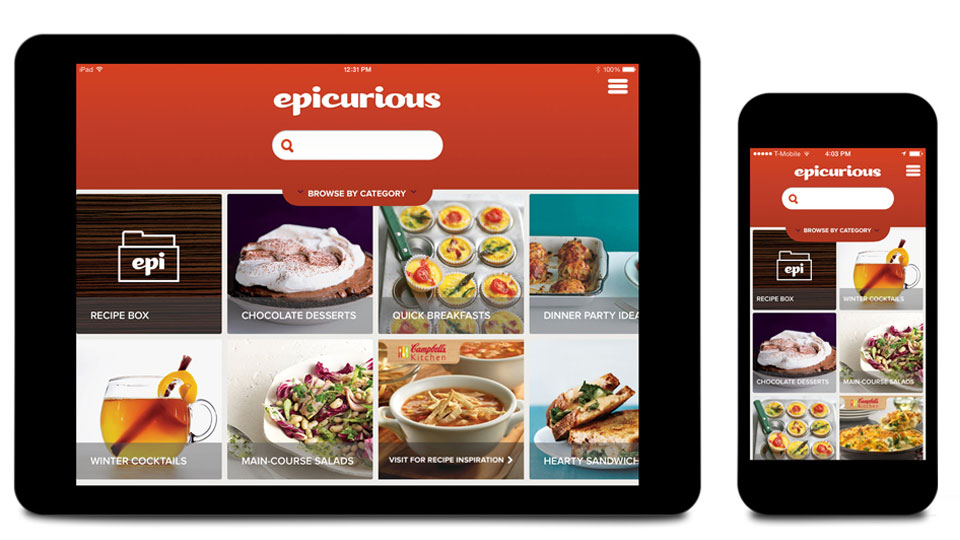 iPad
12:31 PM
100%
epicurious
BROWSE BY CATEGORY
epi
RECIPE BOX
CHOCOLATE DESSERTS
QUICK BREAKFASTS
DINNER PARTY IDEA
Campbell's
Kitchen
WINTER COCKTAILS
MAIN-COURSE SALADS
VISIT FOR RECIPE INSPIRATION
HEARTY SANDWICH
T-Mobile
4:03 PM
epicurious
BROWSE BY CATEGORY
epi
RECIPE BOX
WINTER COCKTAILS
CHOCOLATE DESSERTS
MAIN-COURSE SALADS
Campbell's
Kitchen